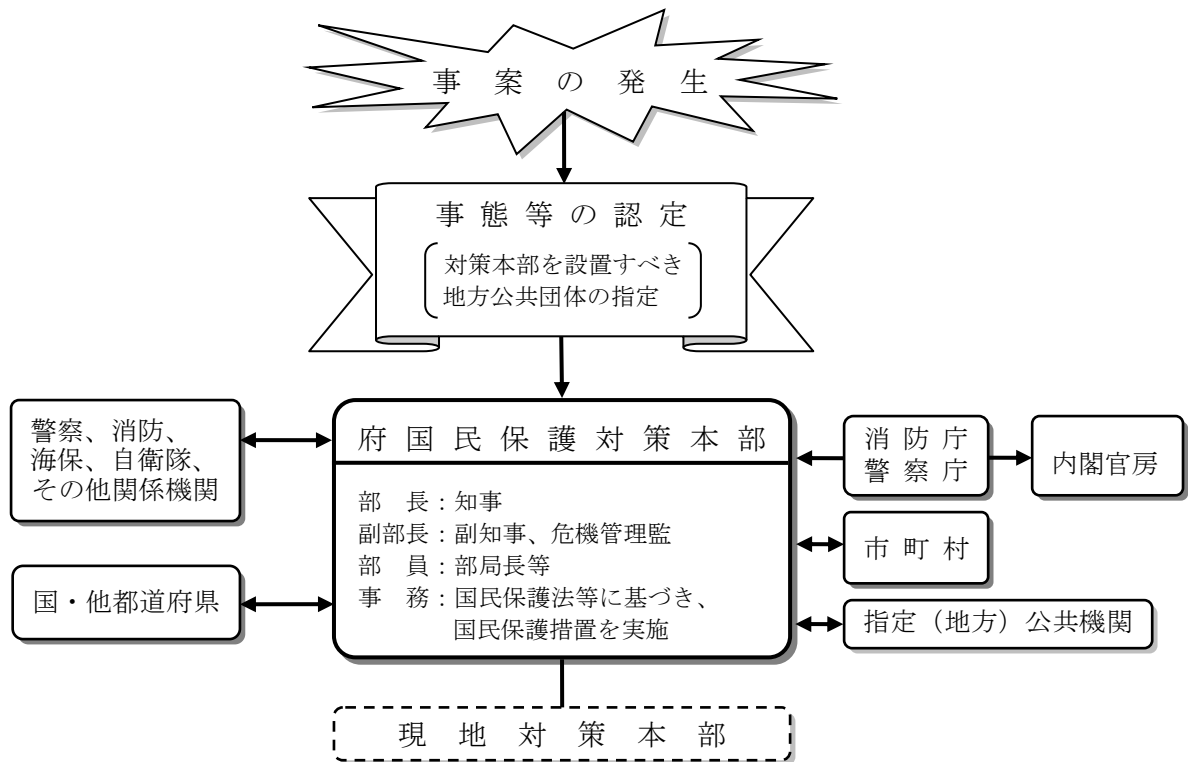 事案の発生
事態等の認定
対策本部を設置すべき
地方公共団体の指定
警察、消防、
海保、自衛隊、
その他関係機関
国・他都道府県
府国民保護対策本部
部　長：知事
副部長：副知事、危機管理監
部　員：部局長等
事　務：国民保護法等に基づき、
国民保護措置を実施
消防庁
警察庁
内閣官房
市町村
指定（地方）公共機関
現地対策本部